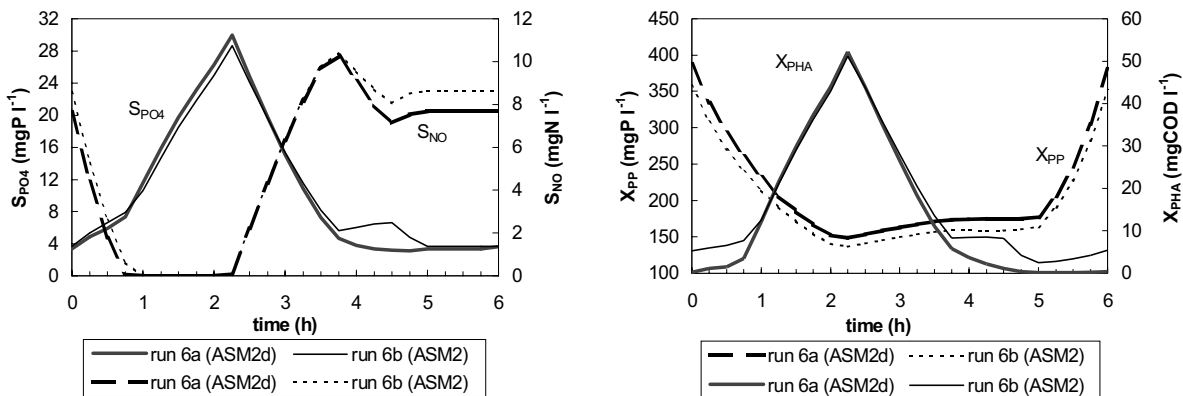 S_PO4 (mgP l^-1)
32
28
24
20
16
12
8
4
0
S_PO4
S_NO
12
10
8
6
4
2
0
S_NO (mgN l^-1)
0 1 2 3 4 5 6
time (h)
run 6a (ASM2d) run 6b (ASM2)
run 6a (ASM2d) run 6b (ASM2)
X_PP (mgP l^-1)
450
400
350
300
250
200
150
100
X_PHA
X_PP
60
50
40
30
20
10
0
X_PHA (mgCOD l^-1)
0 1 2 3 4 5 6
time (h)
run 6a (ASM2d) run 6b (ASM2)
run 6a (ASM2d) run 6b (ASM2)